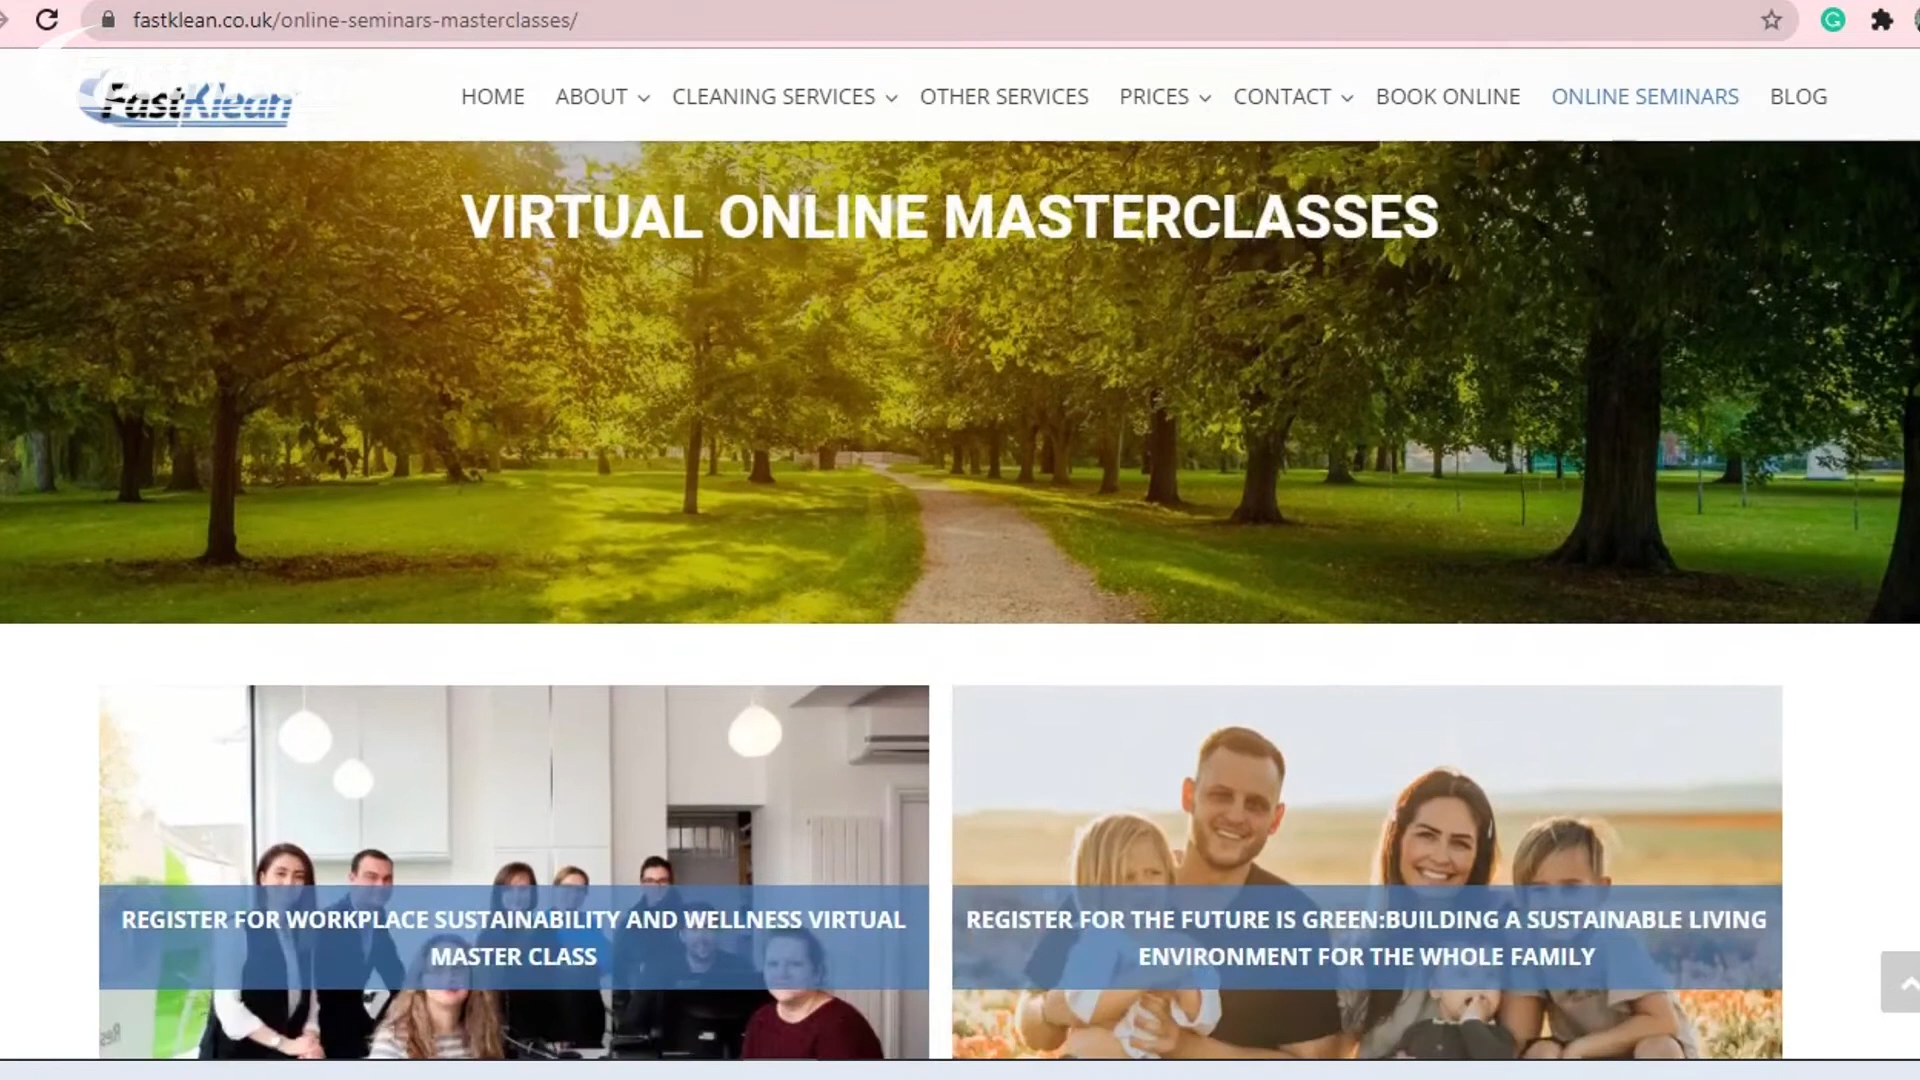 fastklean.co.uk/online-seminars-masterclasses/
FastKlean
HOME ABOUT CLEANING SERVICES OTHER SERVICES PRICES CONTACT BOOK ONLINE ONLINE SEMINARS BLOG
VIRTUAL ONLINE MASTERCLASSES
REGISTER FOR WORKPLACE SUSTAINABILITY AND WELLNESS VIRTUAL
MASTER CLASS
REGISTER FOR THE FUTURE IS GREEN:BUILDING A SUSTAINABLE LIVING
ENVIRONMENT FOR THE WHOLE FAMILY